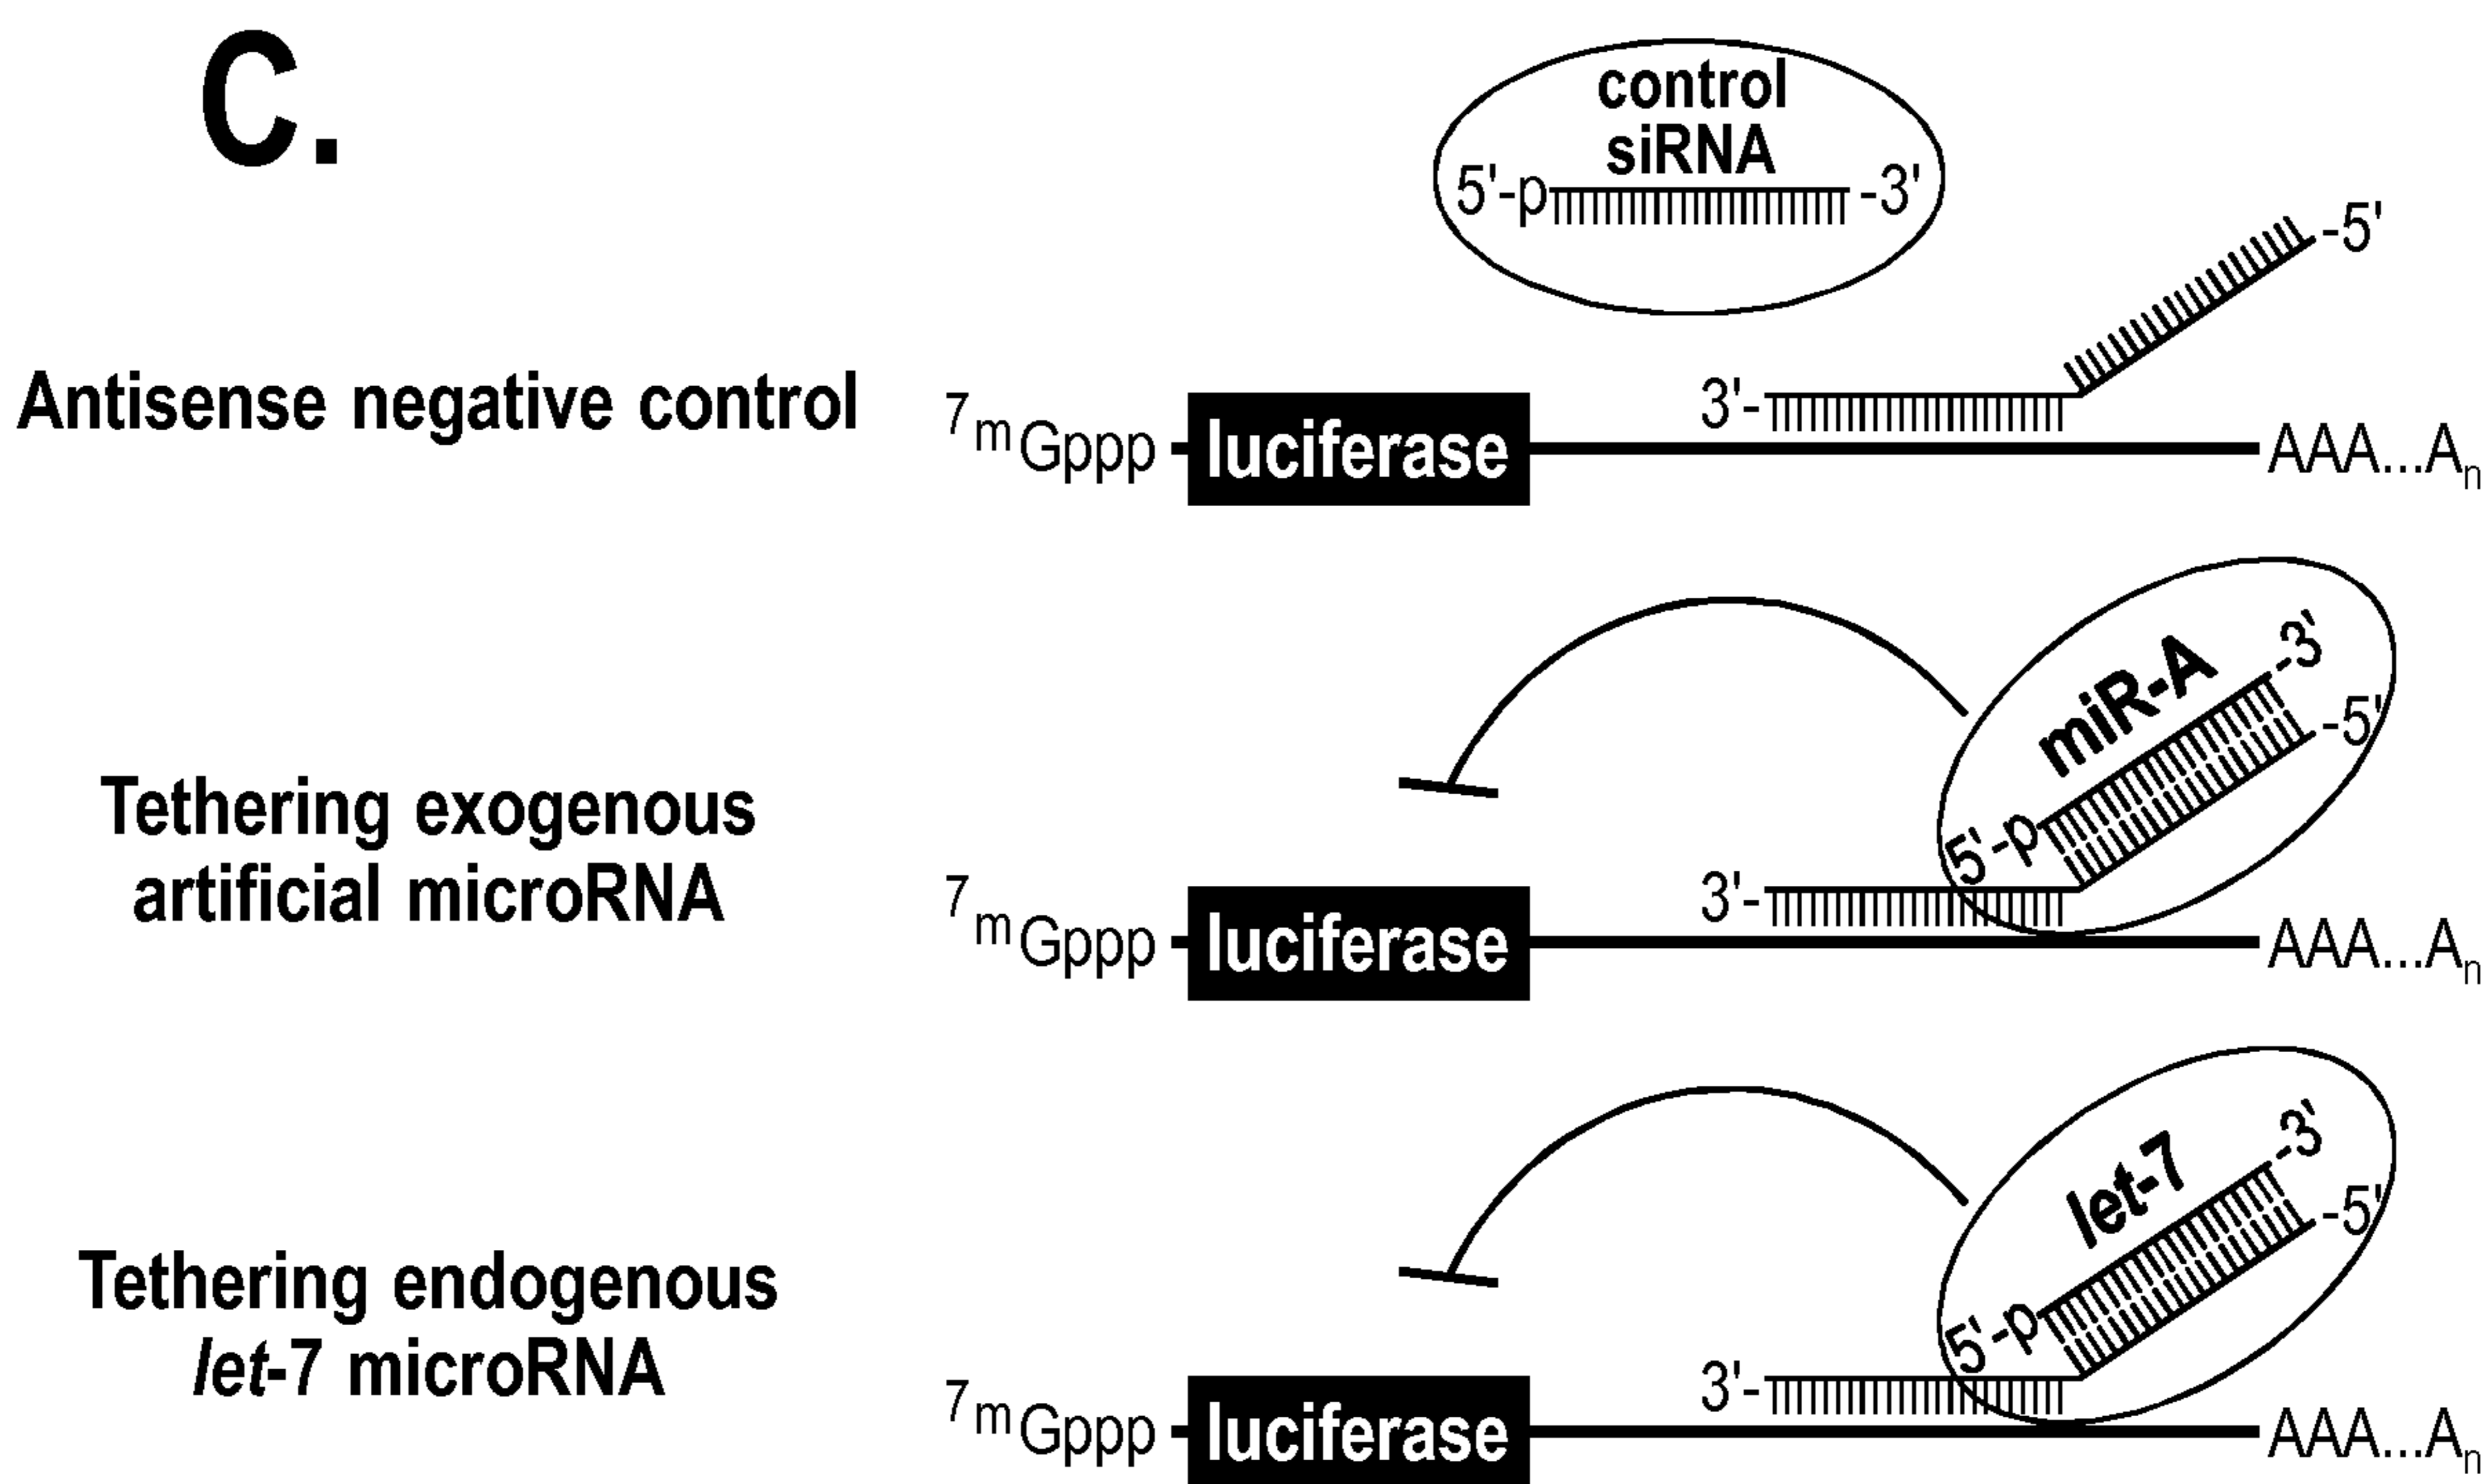 C.
control
siRNA
5'-p -3'
-5'
Antisense negative control
3'-
7mGppp luciferase AAA...An
Tethering exogenous
artificial microRNA
miR-A
-3'
-5'
5'-p
3'-
7mGppp luciferase AAA...An
Tethering endogenous
let-7 microRNA
let-7
-3'
-5'
5'-p
3'-
7mGppp luciferase AAA...An